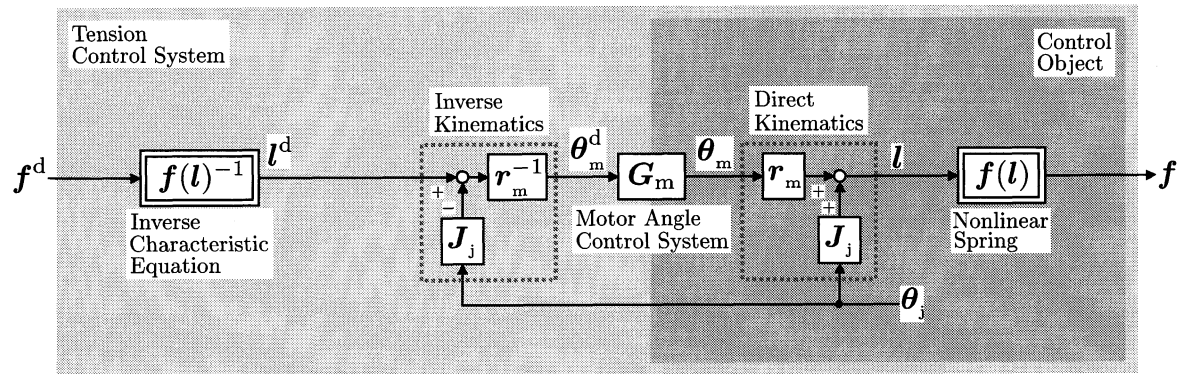 Tension
Control System
Control
Object
Inverse
Kinematics
Direct
Kinematics
f^d
f(l)^{-1}
l^d
+
−
r_m^{-1}
θ_m^d
G_m
θ_m
r_m
+
+
l
f(l)
f
Inverse
Characteristic
Equation
J_j
Motor Angle
Control System
J_j
Nonlinear
Spring
θ_j